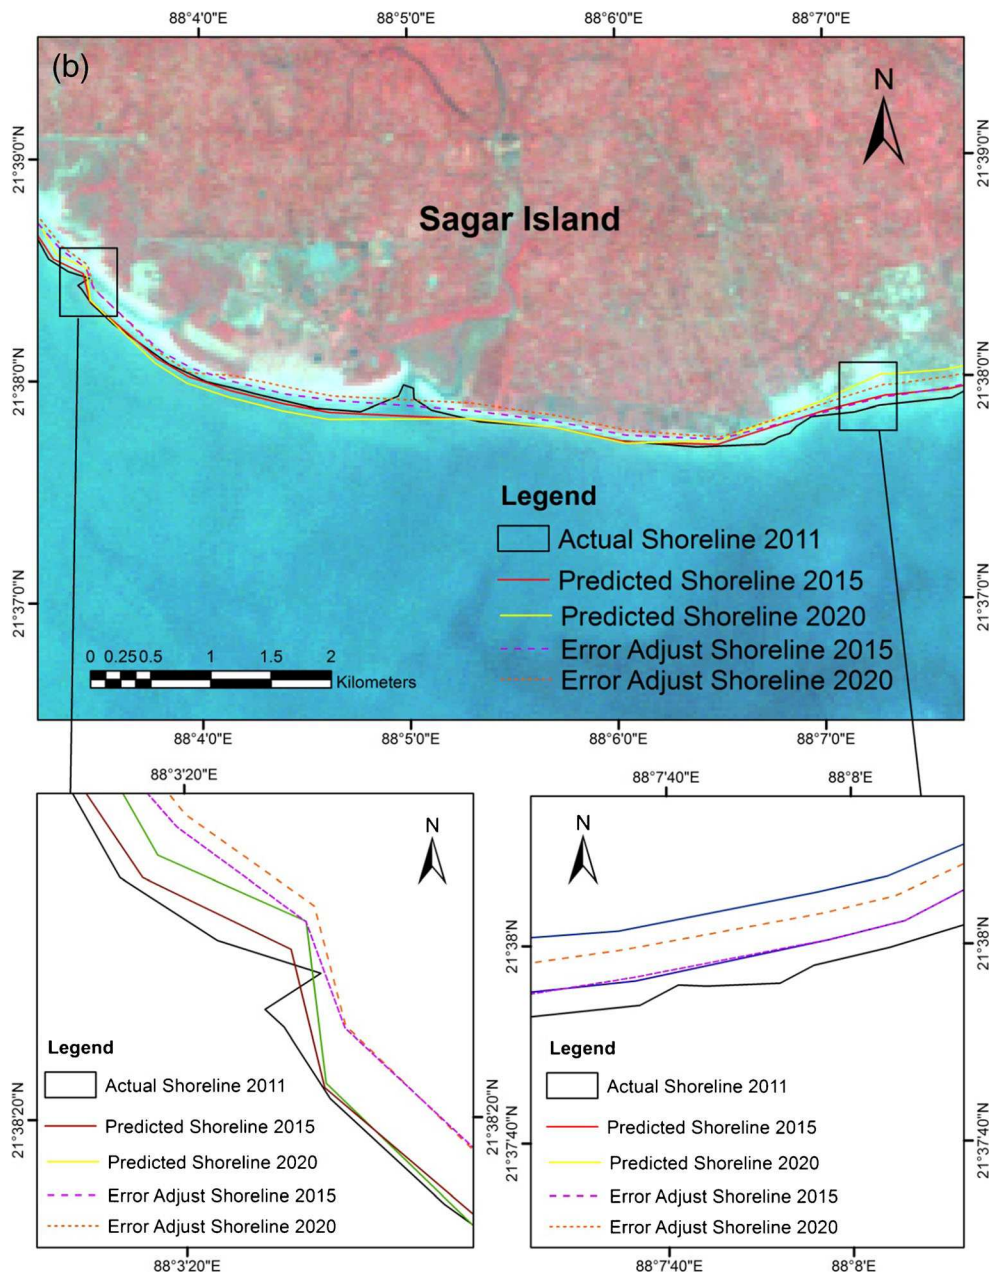 88°4'0"E 88°5'0"E 88°6'0"E 88°7'0"E
(b)
N
21°39'0"N 21°39'0"N
Sagar Island
21°38'0"N 21°38'0"N
Legend
Actual Shoreline 2011
Predicted Shoreline 2015
Predicted Shoreline 2020
Error Adjust Shoreline 2015
Error Adjust Shoreline 2020
21°37'0"N 21°37'0"N
0 0.25 0.5 1 1.5 2
Kilometers
88°4'0"E 88°5'0"E 88°6'0"E 88°7'0"E
88°3'20"E
N
Legend
Actual Shoreline 2011
Predicted Shoreline 2015
Predicted Shoreline 2020
Error Adjust Shoreline 2015
Error Adjust Shoreline 2020
21°38'20"N 21°38'20"N
88°3'20"E
88°7'40"E 88°8'E
N
21°38'N 21°38'N
Legend
Actual Shoreline 2011
Predicted Shoreline 2015
Predicted Shoreline 2020
Error Adjust Shoreline 2015
Error Adjust Shoreline 2020
21°37'40"N 21°37'40"N
88°7'40"E 88°8'E